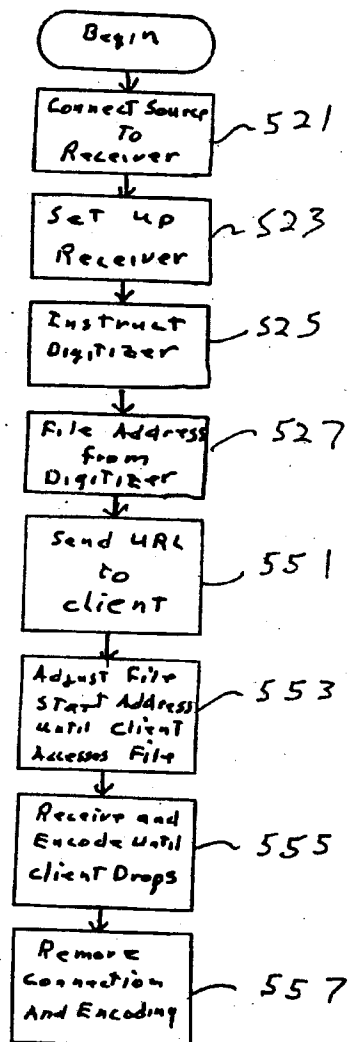 Begin
Connect Source
To
Receiver
521
Set up
Receiver
523
Instruct
Digitizer
525
File Address
from
Digitizer
527
Send URL
to
client
551
Adjust File
Start Address
until client
Accesses File
553
Receive and
Encode Until
client Drops
555
Remove
Connection
And Encoding
557